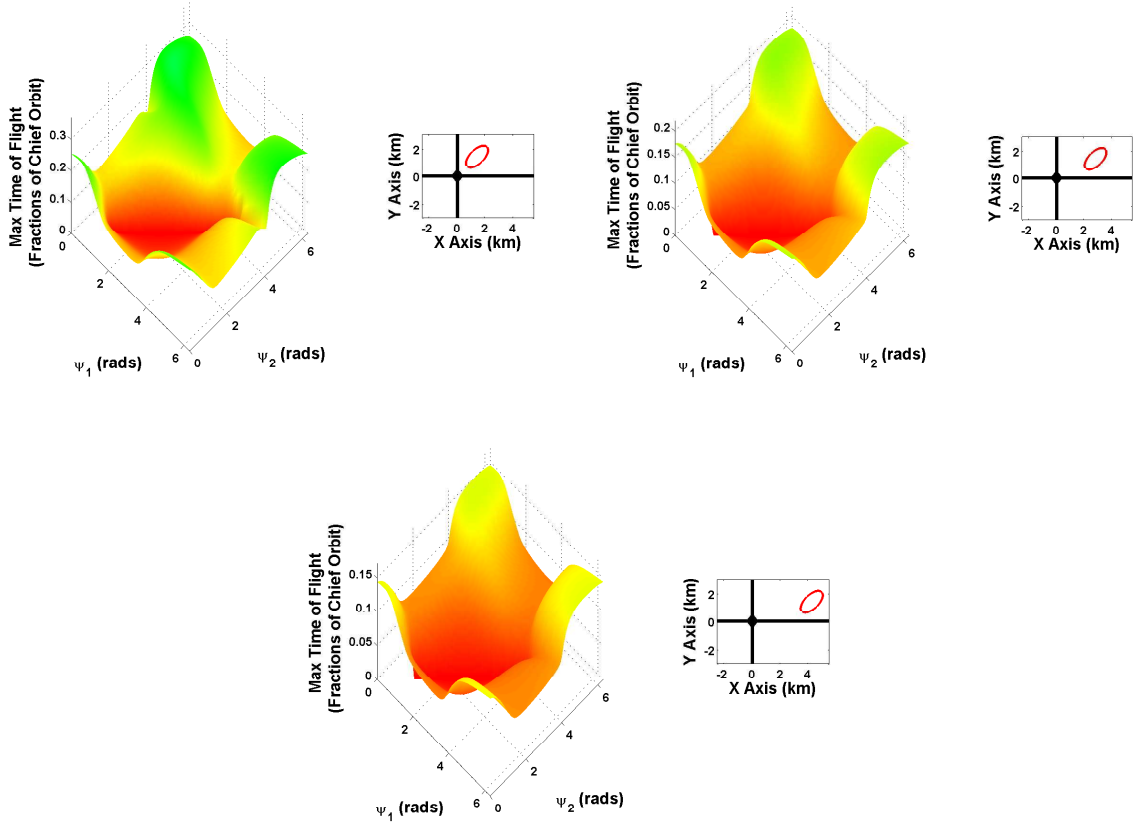 Max Time of Flight
(Fractions of Chief Orbit)
0.3
0.2
0.1
0
0
2
4
6
ψ1 (rads)
0
2
4
6
ψ2 (rads)
Y Axis (km)
2
0
-2
-2 0 2 4
X Axis (km)
Max Time of Flight
(Fractions of Chief Orbit)
0.2
0.15
0.1
0.05
0
0
2
4
6
ψ1 (rads)
0
2
4
6
ψ2 (rads)
Y Axis (km)
2
0
-2
-2 0 2 4
X Axis (km)
Max Time of Flight
(Fractions of Chief Orbit)
0.15
0.1
0.05
0
0
2
4
6
ψ1 (rads)
0
2
4
6
ψ2 (rads)
Y Axis (km)
2
0
-2
-2 0 2 4
X Axis (km)